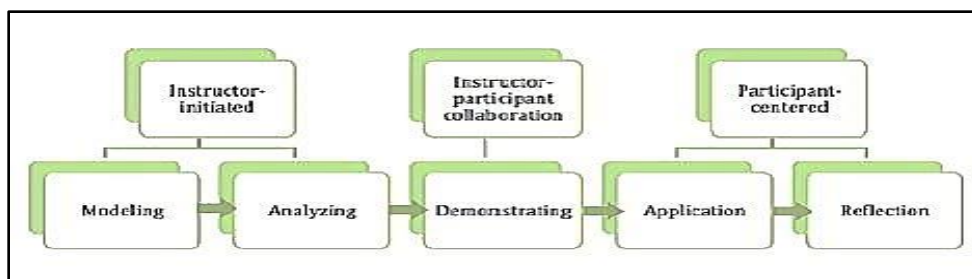 Instructor-
initiated
Instructor-
participant
collaboration
Participant-
centered
Modeling
Analyzing
Demonstrating
Application
Reflection